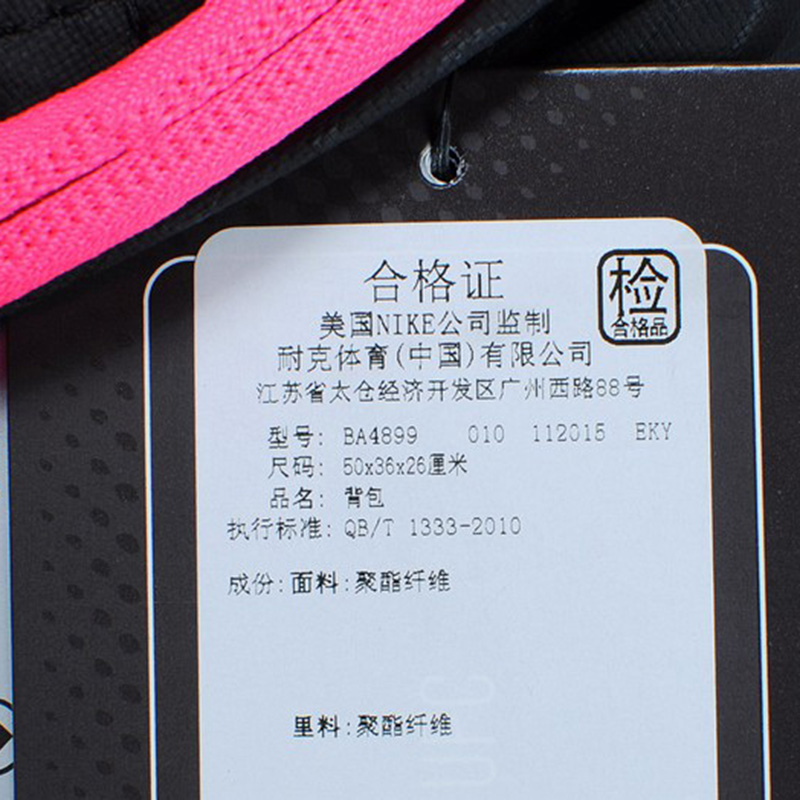 合格证
检
合格品
美国NIKE公司监制
耐克体育(中国)有限公司
江苏省太仓经济开发区广州西路88号
型号: BA4899 010 112015 EKY
尺码: 50x36x26厘米
品名: 背包
执行标准: QB/T 1333-2010
成份: 面料: 聚酯纤维
里料: 聚酯纤维